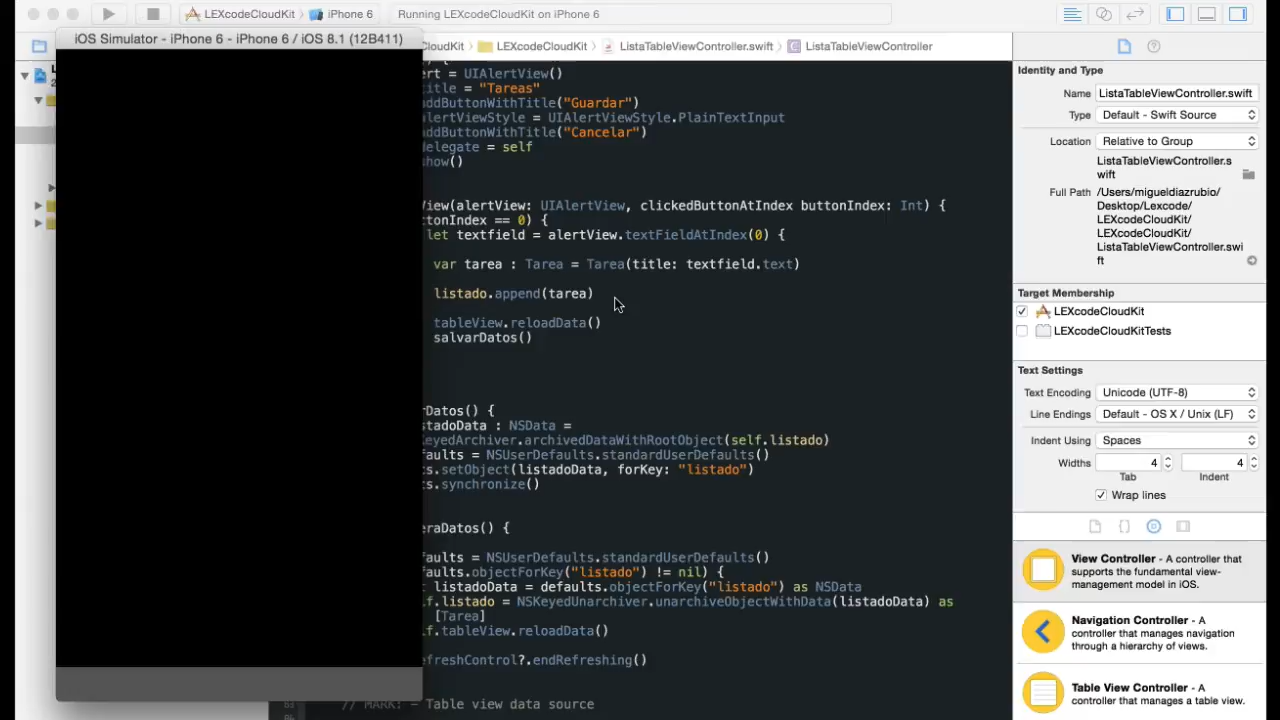 LEXcodeCloudKit
iPhone 6
Running LEXcodeCloudKit on iPhone 6
iOS Simulator - iPhone 6 - iPhone 6 / iOS 8.1 (12B411)
CloudKit
LEXcodeCloudKit
ListaTableViewController.swift
ListaTableViewController
ert = UIAlertView()
title = "Tareas"
addButtonWithTitle("Guardar")
alertViewStyle = UIAlertViewStyle.PlainTextInput
addButtonWithTitle("Cancelar")
delegate = self
show()
View(alertView: UIAlertView, clickedButtonAtIndex buttonIndex: Int) {
ttonIndex == 0) {
let textfield = alertView.textFieldAtIndex(0) {
var tarea : Tarea = Tarea(title: textfield.text)
listado.append(tarea)
tableView.reloadData()
salvarDatos()
rDatos() {
stadoData : NSData =
KeyedArchiver.archivedDataWithRootObject(self.listado)
faults = NSUserDefaults.standardUserDefaults()
ts.setObject(listadoData, forKey: "listado")
ts.synchronize()
eraDatos() {
efaults = NSUserDefaults.standardUserDefaults()
faults.objectForKey("listado") != nil) {
t listadoData = defaults.objectForKey("listado") as NSData
lf.listado = NSKeyedUnarchiver.unarchiveObjectWithData(listadoData) as
[Tarea]
lf.tableView.reloadData()
efreshControl?.endRefreshing()
// MARK: - Table view data source
Identity and Type
Name ListaTableViewController.swift
Type Default - Swift Source
Location Relative to Group
ListaTableViewController.s
wift
Full Path /Users/migueldiazrubio/
Desktop/Lexcode/
LEXcodeCloudKit/
LEXcodeCloudKit/
ListaTableViewController.swi
ft
Target Membership
LEXcodeCloudKit
LEXcodeCloudKitTests
Text Settings
Text Encoding Unicode (UTF-8)
Line Endings Default - OS X / Unix (LF)
Indent Using Spaces
Widths 4 4
Tab Indent
Wrap lines
View Controller - A controller that
supports the fundamental view-
management model in iOS.
Navigation Controller - A
controller that manages navigation
through a hierarchy of views.
Table View Controller - A
controller that manages a table view.